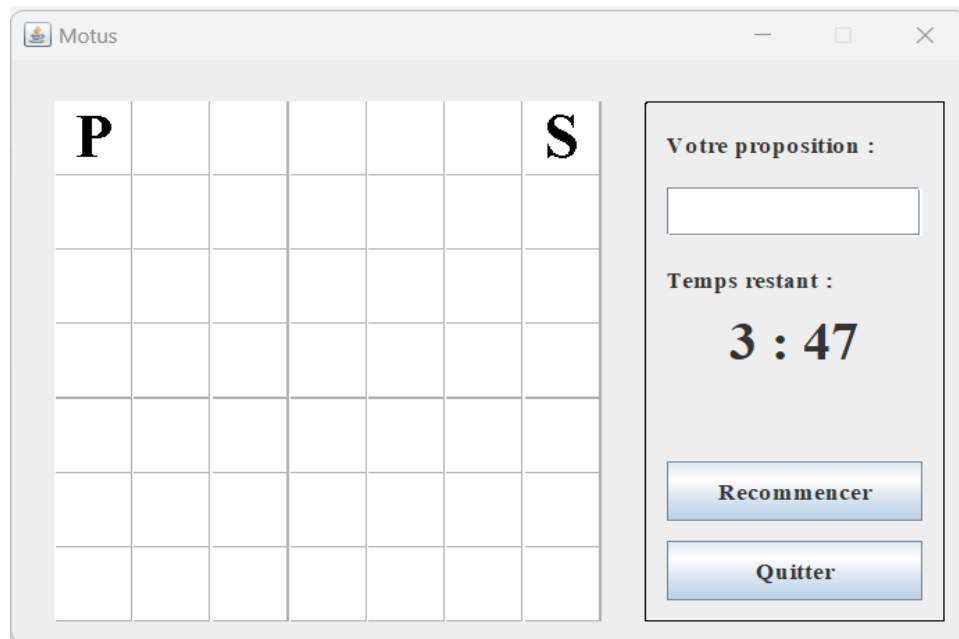 Motus
P S
Votre proposition :
Temps restant :
3 : 47
Recommencer
Quitter